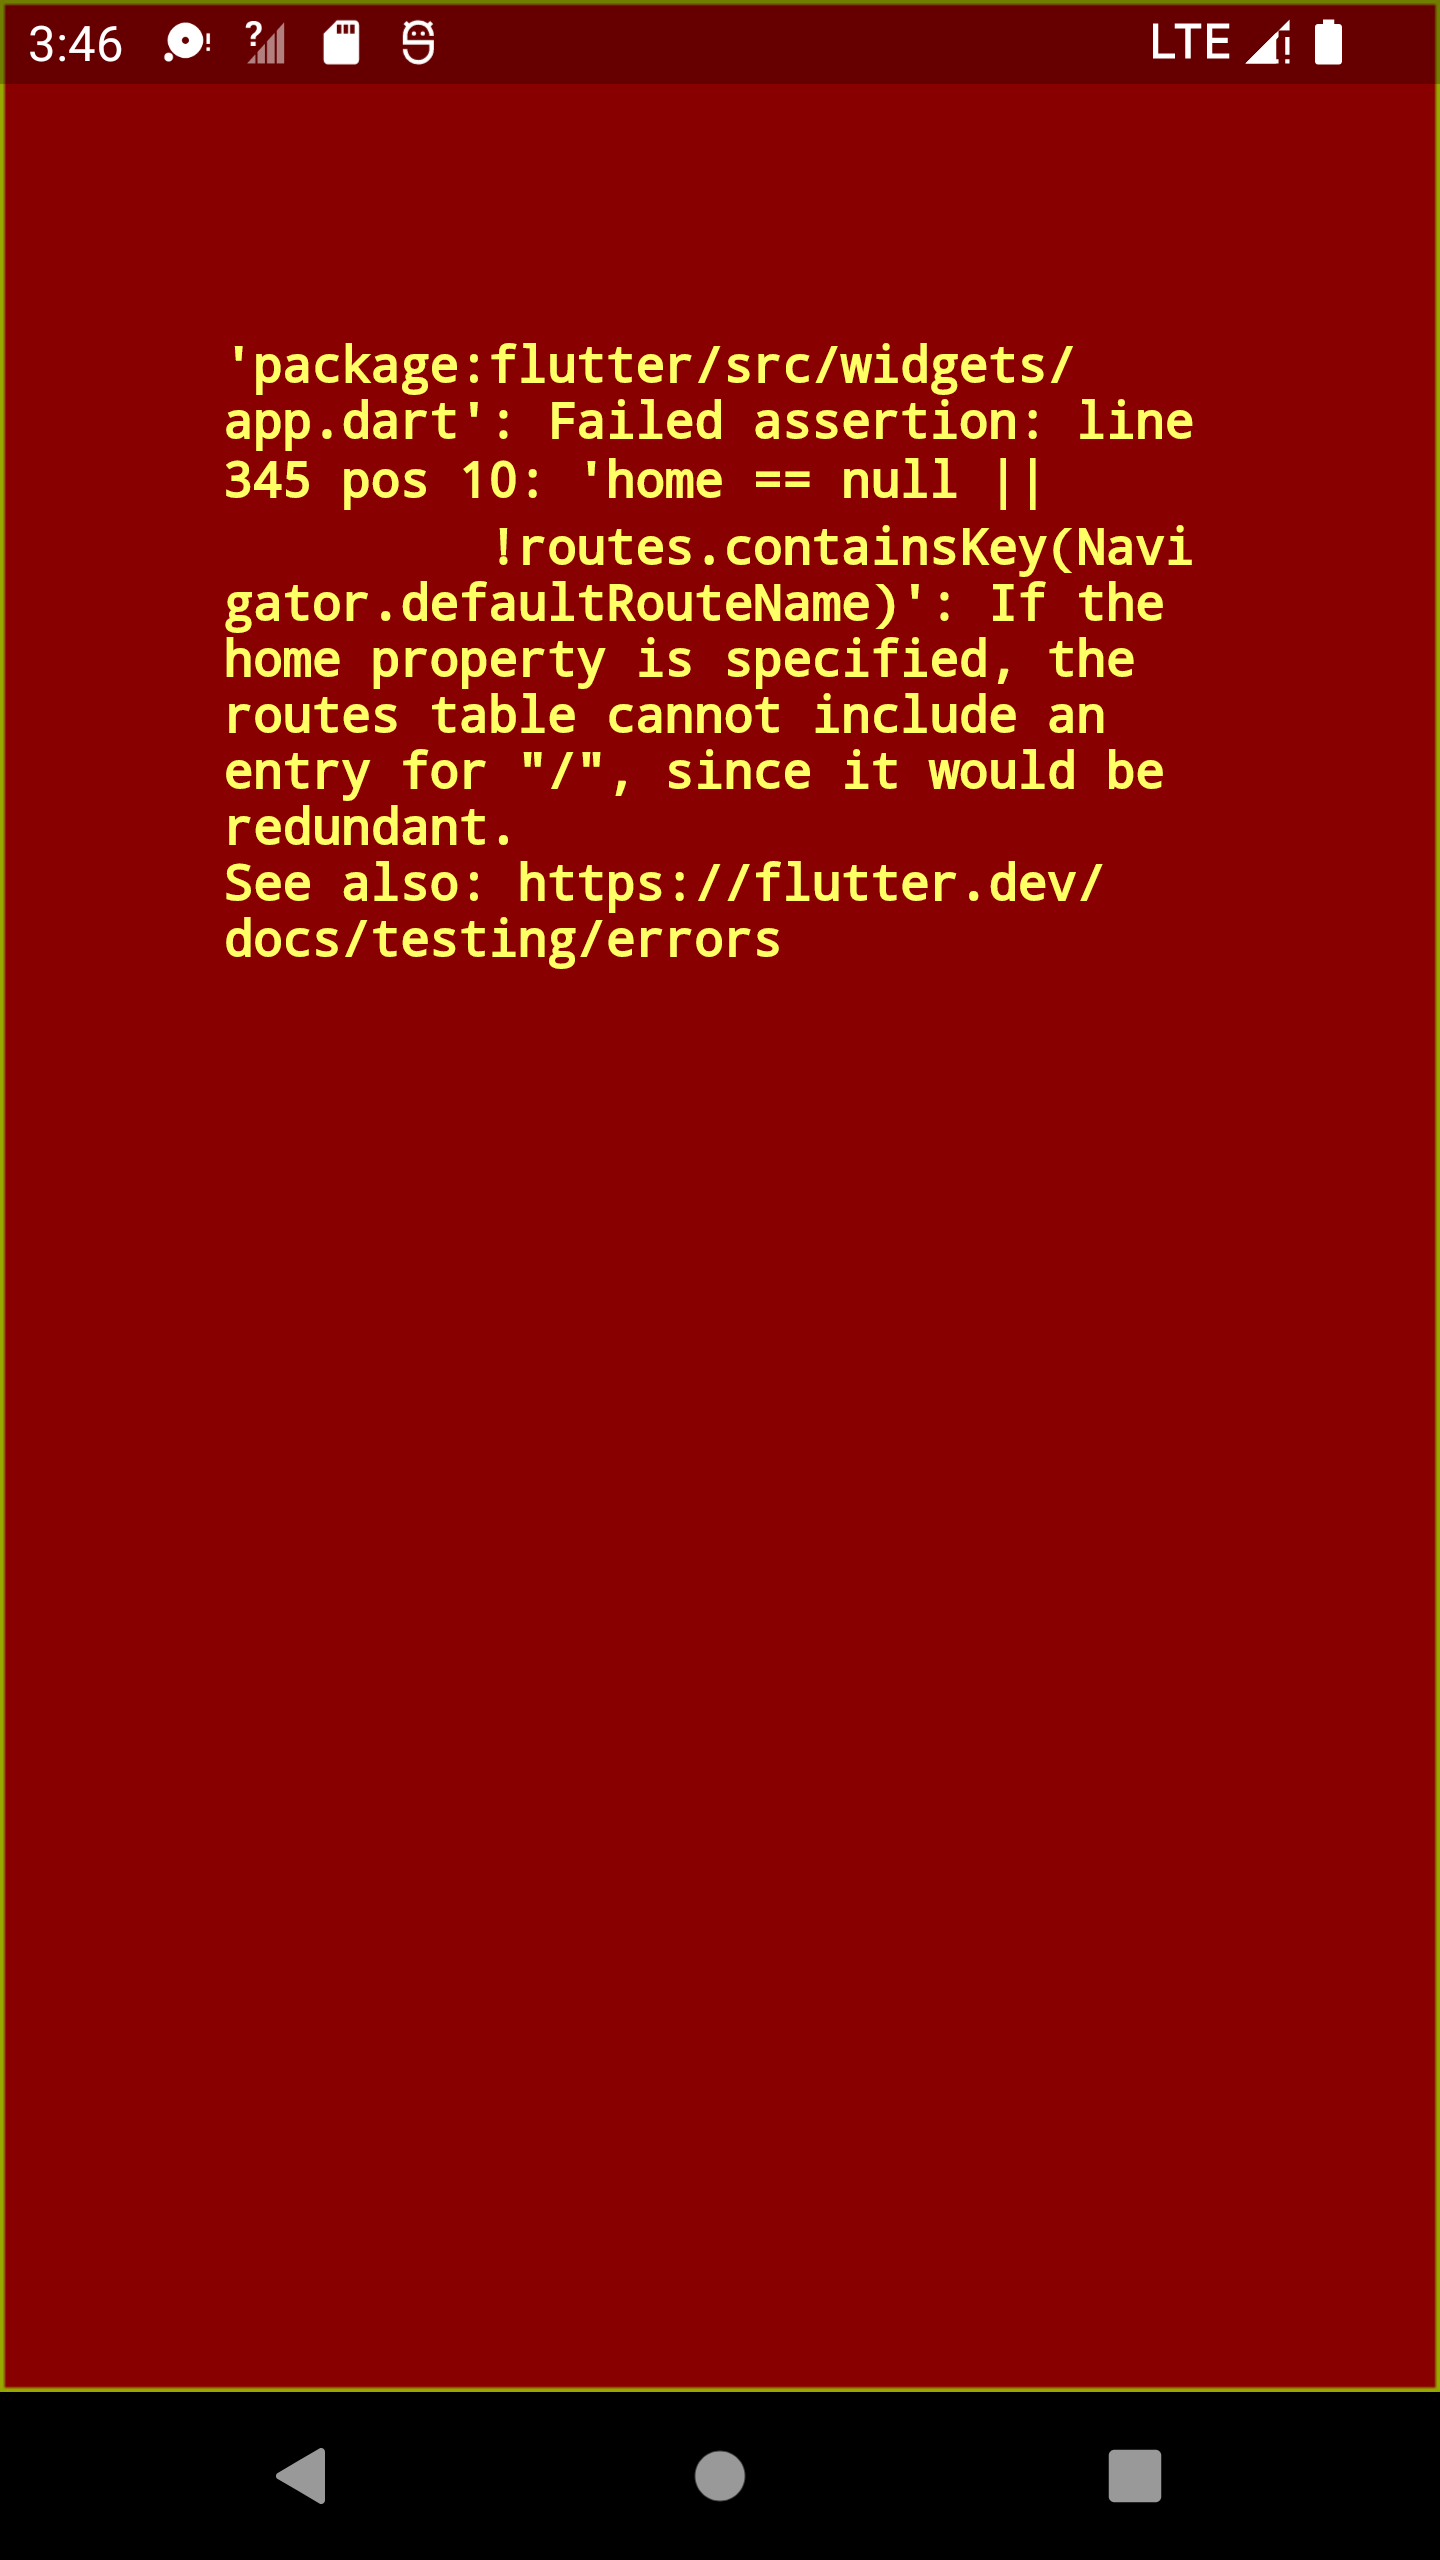 3:46
LTE
'package:flutter/src/widgets/
app.dart': Failed assertion: line
345 pos 10: 'home == null ||
!routes.containsKey(Navi
gator.defaultRouteName)': If the
home property is specified, the
routes table cannot include an
entry for "/", since it would be
redundant.
See also: https://flutter.dev/
docs/testing/errors